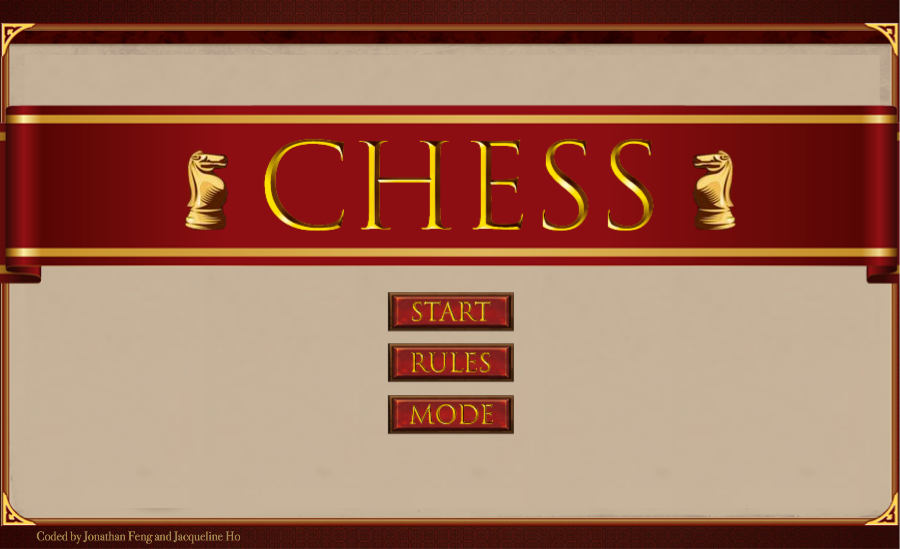 CHESS
START
RULES
MODE
Coded by Jonathan Feng and Jacqueline Ho